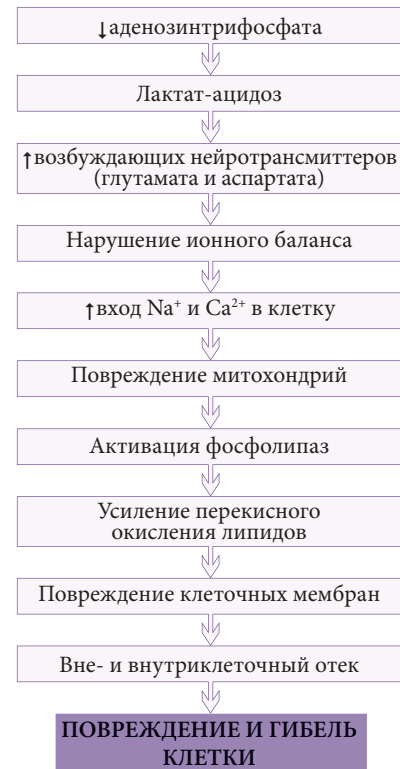 ↓аденозинтрифосфата
Лактат-ацидоз
↑возбуждающих нейротрансмиттеров
(глутамата и аспартата)
Нарушение ионного баланса
↑вход Na⁺ и Ca²⁺ в клетку
Повреждение митохондрий
Активация фосфолипаз
Усиление перекисного
окисления липидов
Повреждение клеточных мембран
Вне- и внутриклеточный отек
ПОВРЕЖДЕНИЕ И ГИБЕЛЬ
КЛЕТКИ